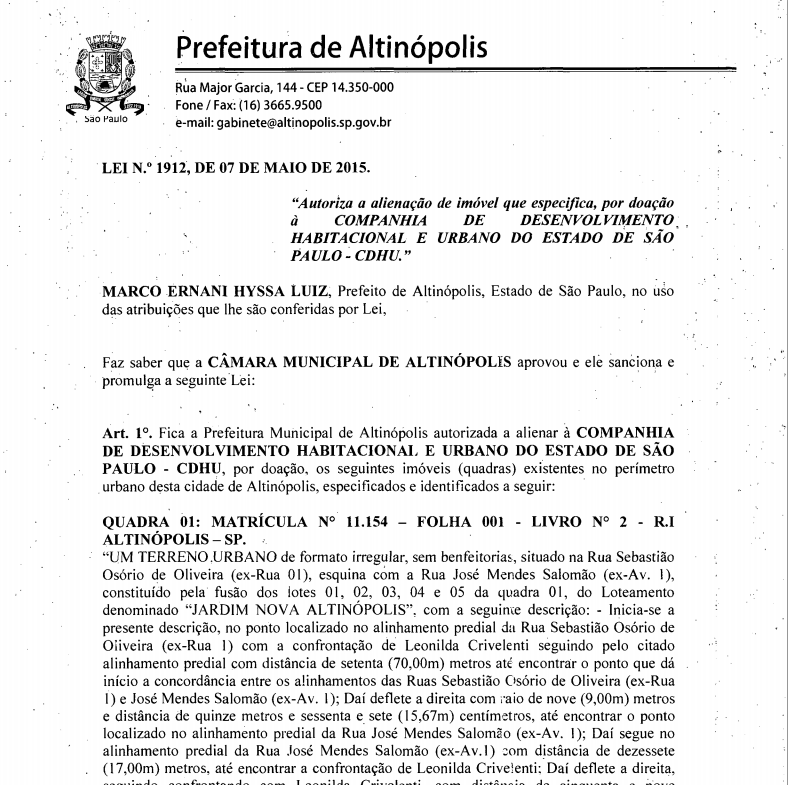 Prefeitura de Altinópolis
Rua Major Garcia, 144 - CEP 14.350-000
Fone / Fax: (16) 3665.9500
e-mail: gabinete@altinopolis.sp.gov.br
São Paulo
LEI N.º 1912, DE 07 DE MAIO DE 2015.
“Autoriza a alienação de imóvel que especifica, por doação
à COMPANHIA DE DESENVOLVIMENTO
HABITACIONAL E URBANO DO ESTADO DE SÃO
PAULO - CDHU.”
MARCO ERNANI HYSSA LUIZ, Prefeito de Altinópolis, Estado de São Paulo, no uso
das atribuições que lhe são conferidas por Lei,
Faz saber que a CÂMARA MUNICIPAL DE ALTINÓPOLIS aprovou e ele sanciona e
promulga a seguinte Lei:
Art. 1º. Fica a Prefeitura Municipal de Altinópolis autorizada a alienar à COMPANHIA
DE DESENVOLVIMENTO HABITACIONAL E URBANO DO ESTADO DE SÃO
PAULO - CDHU, por doação, os seguintes imóveis (quadras) existentes no perímetro
urbano desta cidade de Altinópolis, especificados e identificados a seguir:
QUADRA 01: MATRÍCULA Nº 11.154 – FOLHA 001 - LIVRO Nº 2 - R.I
ALTINÓPOLIS – SP.
“UM TERRENO URBANO de formato irregular, sem benfeitorias, situado na Rua Sebastião
Osório de Oliveira (ex-Rua 01), esquina com a Rua José Mendes Salomão (ex-Av. 1),
constituído pela fusão dos lotes 01, 02, 03, 04 e 05 da quadra 01, do Loteamento
denominado “JARDIM NOVA ALTINÓPOLIS”, com a seguinte descrição: - Inicia-se a
presente descrição, no ponto localizado no alinhamento predial da Rua Sebastião Osório de
Oliveira (ex-Rua 1) com a confrontação de Leonilda Crivelenti seguindo pelo citado
alinhamento predial com distância de setenta (70,00m) metros até encontrar o ponto que dá
início a concordância entre os alinhamentos das Ruas Sebastião Osório de Oliveira (ex-Rua
1) e José Mendes Salomão (ex-Av. 1); Daí deflete a direita com raio de nove (9,00m) metros
e distância de quinze metros e sessenta e sete (15,67m) centímetros, até encontrar o ponto
localizado no alinhamento predial da Rua José Mendes Salomão (ex-Av. 1); Daí segue no
alinhamento predial da Rua José Mendes Salomão (ex-Av.1) com distância de dezessete
(17,00m) metros, até encontrar a confrontação de Leonilda Crivelenti; Daí deflete a direita,